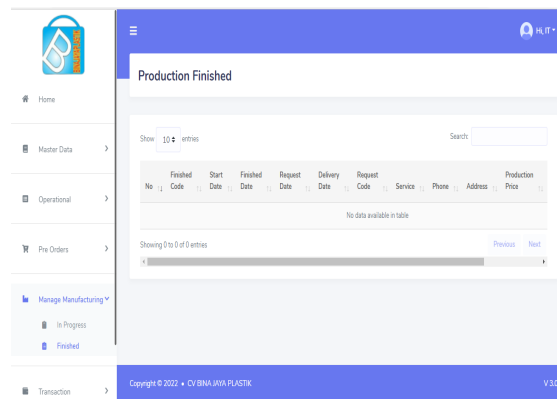 Hi, IT
Production Finished
Home
Master Data
Operational
Pre Orders
Manage Manufacturing
In Progress
Finished
Transaction
Show 10 entries
Search:
No Finished Code Start Date Finished Date Request Date Delivery Date Request Code Service Phone Address Production Price
No data available in table
Showing 0 to 0 of 0 entries
Previous Next
Copyright © 2022 • CV BINA JAYA PLASTIK
V 3.0